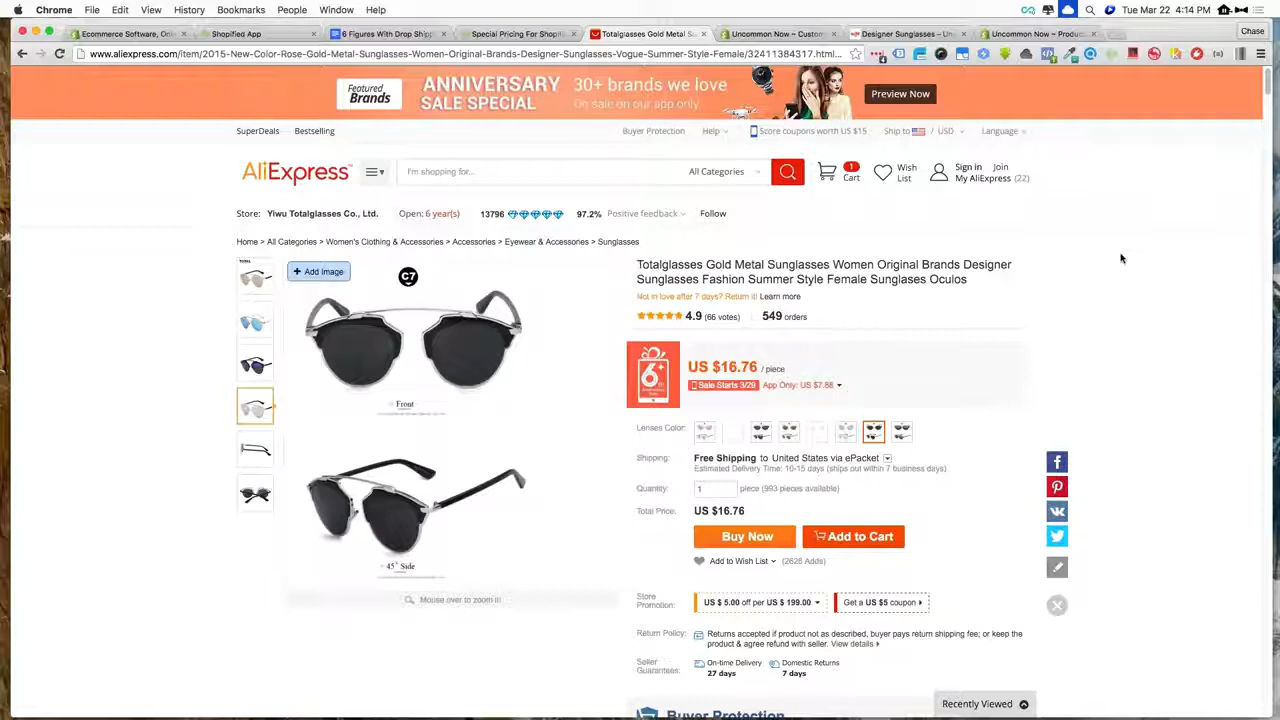 Chrome File Edit View History Bookmarks People Window Help Tue Mar 22 4:14 PM
Ecommerce Software, Onl Shopified App 6 Figures With Drop Shipp Special Pricing For Shopif Totalglasses Gold Metal Su Uncommon Now ~ Custom Designer Sunglasses – Un Uncommon Now ~ Produc Chase
www.aliexpress.com/item/2015-New-Color-Rose-Gold-Metal-Sunglasses-Women-Original-Brands-Designer-Sunglasses-Vogue-Summer-Style-Female/32411384317.html...
Featured Brands
ANNIVERSARY SALE SPECIAL
30+ brands we love
On sale on our app only
Preview Now
SuperDeals Bestselling Buyer Protection Help Store coupons worth US $15 Ship to / USD Language
AliExpress I'm shopping for... All Categories 1 Cart Wish List Sign in Join My AliExpress (22)
Store: Yiwu Totalglasses Co., Ltd. Open: 6 year(s) 13796 97.2% Positive feedback Follow
Home > All Categories > Women's Clothing & Accessories > Accessories > Eyewear & Accessories > Sunglasses
+ Add Image
C7
Front
45° Side
Mouse over to zoom in
Totalglasses Gold Metal Sunglasses Women Original Brands Designer
Sunglasses Fashion Summer Style Female Sunglases Oculos
Not in love after 7 days? Return it! Learn more
4.9 (66 votes) 549 orders
6th
US $16.76 / piece
Sale Starts 3/29 App Only: US $7.88
Lenses Color:
Shipping: Free Shipping to United States via ePacket
Estimated Delivery Time: 10-15 days (ships out within 7 business days)
Quantity: 1 piece (993 pieces available)
Total Price: US $16.76
Buy Now Add to Cart
Add to Wish List (2628 Adds)
Store Promotion: US $ 5.00 off per US $ 199.00 Get a US $5 coupon
Return Policy: Returns accepted if product not as described, buyer pays return shipping fee; or keep the
product & agree refund with seller. View details
Seller Guarantees: On-time Delivery 27 days Domestic Returns 7 days
Buyer Protection
Recently Viewed